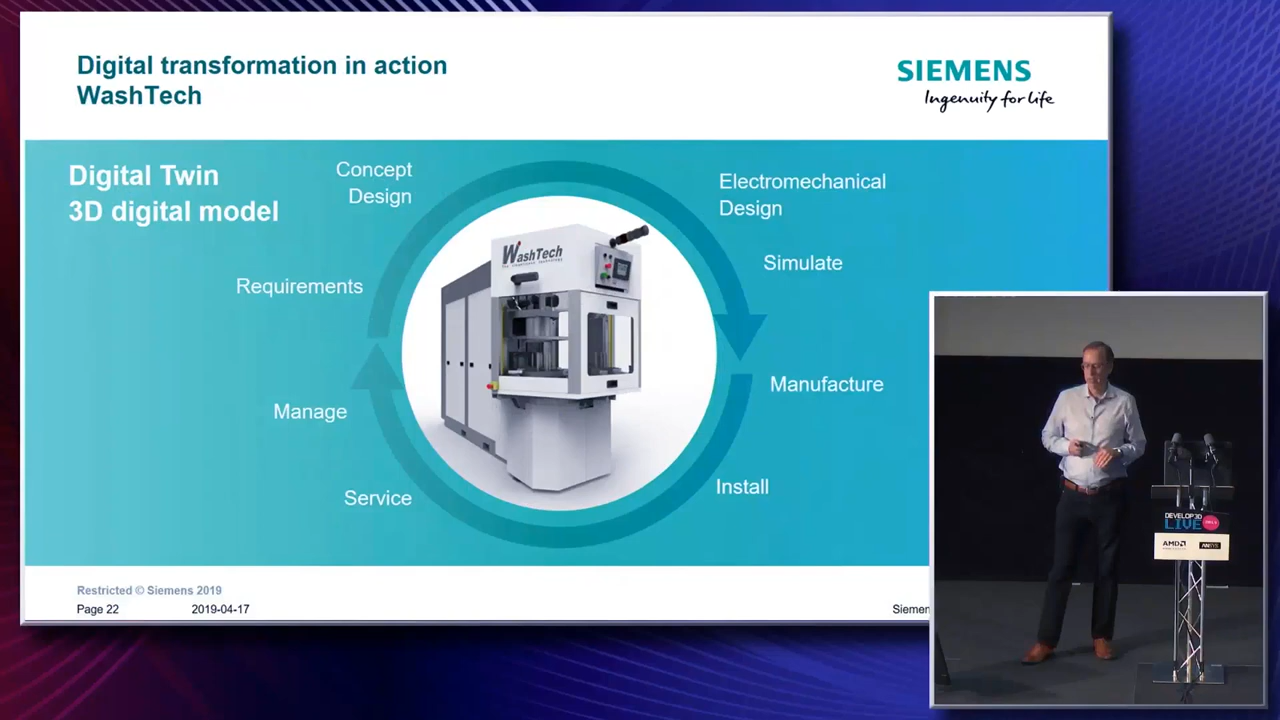 Digital transformation in action
WashTech
SIEMENS
Ingenuity for life
Digital Twin
3D digital model
Concept
Design
Electromechanical
Design
Simulate
Requirements
Manufacture
Manage
Install
Service
WashTech
Restricted © Siemens 2019
Page 22
2019-04-17
Siemen
DEVELOP3D
LIVE
AMD
ANSYS